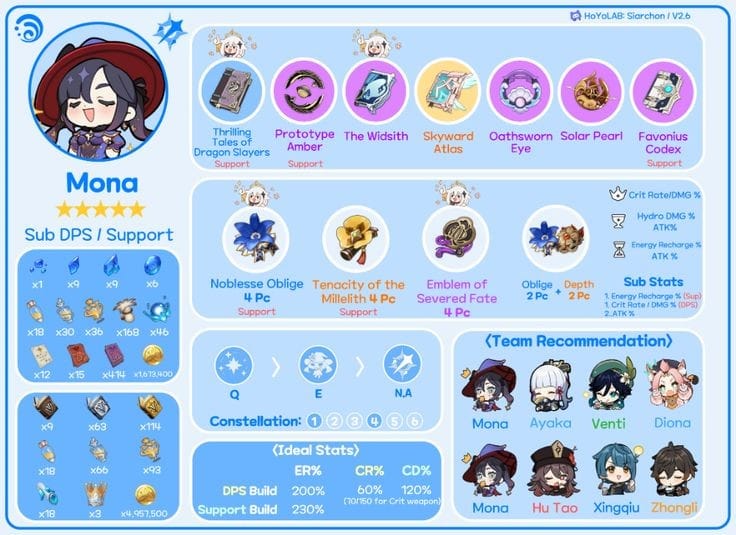 HoYoLAB: Siarchon / V2.6
Mona
Sub DPS / Support
x1 x9 x9 x6
x18 x30 x36 x168 x46
x12 x15 x414 x1,673,400
x9 x63 x114
x18 x66 x93
x18 x3 x4,957,500
Thrilling
Tales of
Dragon Slayers
Support
Prototype
Amber
Support
The Widsith
Skyward
Atlas
Oathsworn
Eye
Solar Pearl
Favonius
Codex
Support
Noblesse Oblige
4 Pc
Support
Tenacity of the
Millelith 4 Pc
Support
Emblem of
Severed Fate
4 Pc
Oblige
2 Pc
+
Depth
2 Pc
Crit Rate/DMG %
Hydro DMG %
ATK%
Energy Recharge %
ATK %
Sub Stats
1. Energy Recharge % (Sup)
1. Crit Rate / DMG % (DPS)
2. ATK %
Q > E > N.A
Constellation: 1 2 3 4 5 6
〈Ideal Stats〉
ER% CR% CD%
DPS Build 200% 60% 120%
(70/150 for Crit weapon)
Support Build 230%
〈Team Recommendation〉
Mona Ayaka Venti Diona
Mona Hu Tao Xingqiu Zhongli